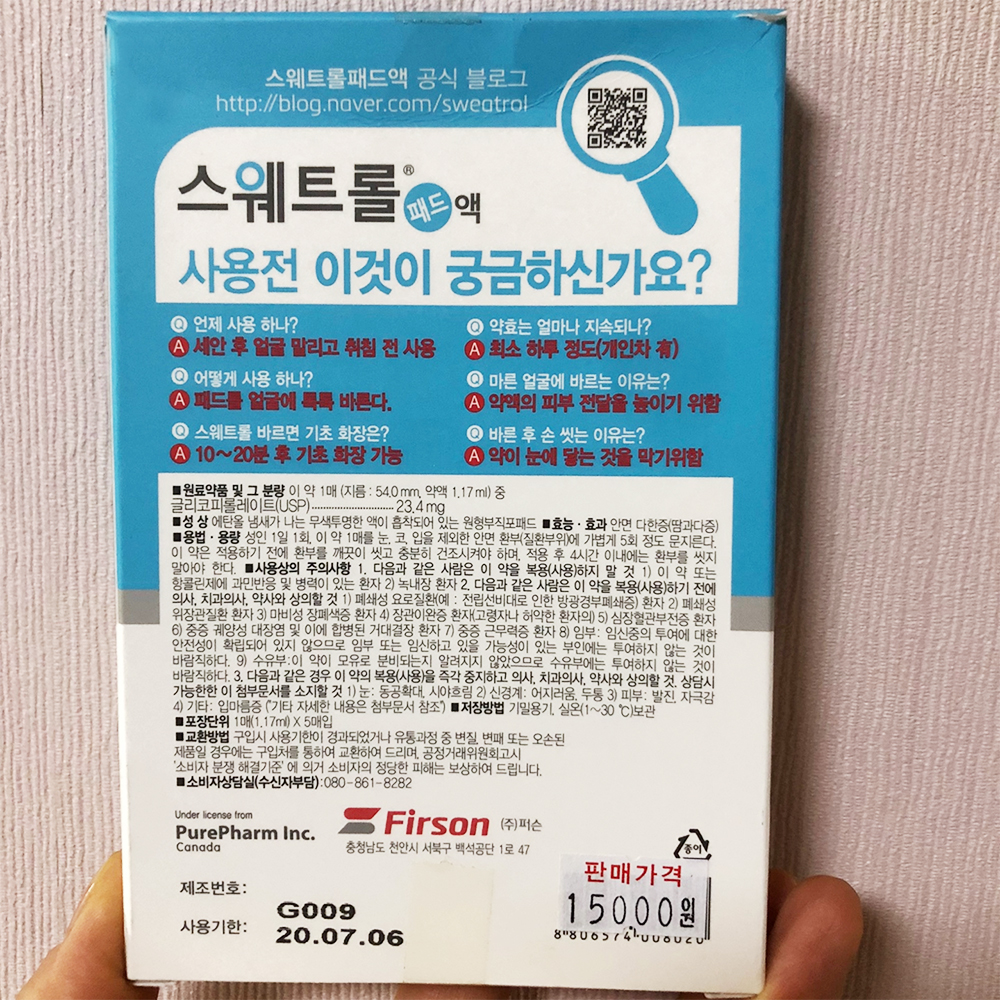 스웨트롤패드액 공식 블로그
http://blog.naver.com/sweatrol
스웨트롤® 패드액
사용전 이것이 궁금하신가요?
Q 언제 사용 하나?
A 세안 후 얼굴 말리고 취침 전 사용
Q 어떻게 사용 하나?
A 패드를 얼굴에 톡톡 바른다.
Q 스웨트롤 바르면 기초 화장은?
A 10~20분 후 기초 화장 가능
Q 약효는 얼마나 지속되나?
A 최소 하루 정도(개인차 有)
Q 마른 얼굴에 바르는 이유는?
A 약액의 피부 전달을 높이기 위함
Q 바른 후 손 씻는 이유는?
A 약이 눈에 닿는 것을 막기위함
■원료약품 및 그 분량 이 약 1매 (지름 : 54.0 mm, 약액 1.17 ml) 중
글리코피롤레이트(USP)............................23.4 mg
■성 상 에탄올 냄새가 나는 무색투명한 액이 흡착되어 있는 원형부직포패드 ■효능·효과 안면 다한증(땀과다증)
■용법·용량 성인 1일 1회, 이 약 1매를 눈, 코, 입을 제외한 안면 환부(질환부위)에 가볍게 5회 정도 문지른다.
이 약은 적용하기 전에 환부를 깨끗이 씻고 충분히 건조시켜야 하며, 적용 후 4시간 이내에는 환부를 씻지
말아야 한다. ■사용상의 주의사항 1. 다음과 같은 사람은 이 약을 복용(사용)하지 말 것 1) 이 약 또는
항콜린제에 과민반응 및 병력이 있는 환자 2) 녹내장 환자 2. 다음과 같은 사람은 이 약을 복용(사용)하기 전에
의사, 치과의사, 약사와 상의할 것 1) 폐쇄성 요로질환(예 : 전립선비대로 인한 방광경부폐쇄증) 환자 2) 폐쇄성
위장관질환 환자 3) 마비성 장폐색증 환자 4) 장관이완증 환자(고령자나 허약한 환자의) 5) 심장혈관부전증 환자
6) 중증 궤양성 대장염 및 이에 합병된 거대결장 환자 7) 중증 근무력증 환자 8) 임부: 임신중의 투여에 대한
안전성이 확립되어 있지 않으므로 임부 또는 임신하고 있을 가능성이 있는 부인에는 투여하지 않는 것이
바람직하다. 9) 수유부:이 약이 모유로 분비되는지 알려지지 않았으므로 수유부에는 투여하지 않는 것이
바람직하다. 3. 다음과 같은 경우 이 약의 복용(사용)을 즉각 중지하고 의사, 치과의사, 약사와 상의할 것. 상담시
가능한한 이 첨부문서를 소지할 것 1) 눈: 동공확대, 시야흐림 2) 신경계: 어지러움, 두통 3) 피부: 발진, 자극감
4) 기타: 입마름증 ("기타 자세한 내용은 첨부문서 참조") ■저장방법 기밀용기, 실온(1~30 ℃)보관
■포장단위 1매(1.17ml) X 5매입
■교환방법 구입시 사용기한이 경과되었거나 유통과정 중 변질, 변패 또는 오손된
제품일 경우에는 구입처를 통하여 교환하여 드리며, 공정거래위원회고시
'소비자 분쟁 해결기준' 에 의거 소비자의 정당한 피해는 보상하여 드립니다.
■소비자상담실(수신자부담):080-861-8282
Under license from
PurePharm Inc.
Canada
Firson (주)퍼슨
충청남도 천안시 서북구 백석공단 1로 47
종이
제조번호: G009
사용기한: 20.07.06
판매가격
15000원
8 806574 008020